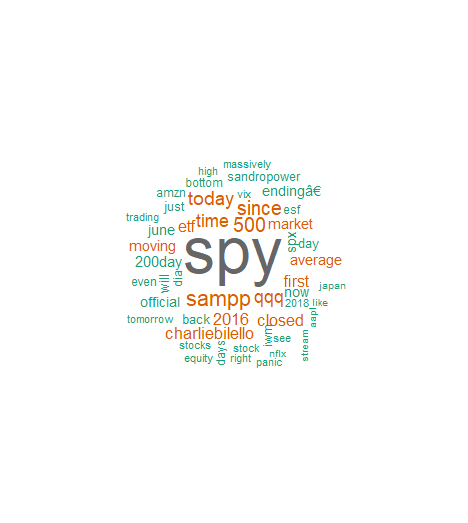 massively
high
sandropower
bottom
amzn
today
vix
endingâ€
just
since
esf
trading
time
500
market
june
etf
spy
spx
day
moving
200day
dia
average
even
will
first
japan
official
sampp
qqq
now
2018
like
tomorrow
back
2016
closed
aapl
charliebilello
iwm
see
stocks
days
stock
nflx
stream
equity
right
panic